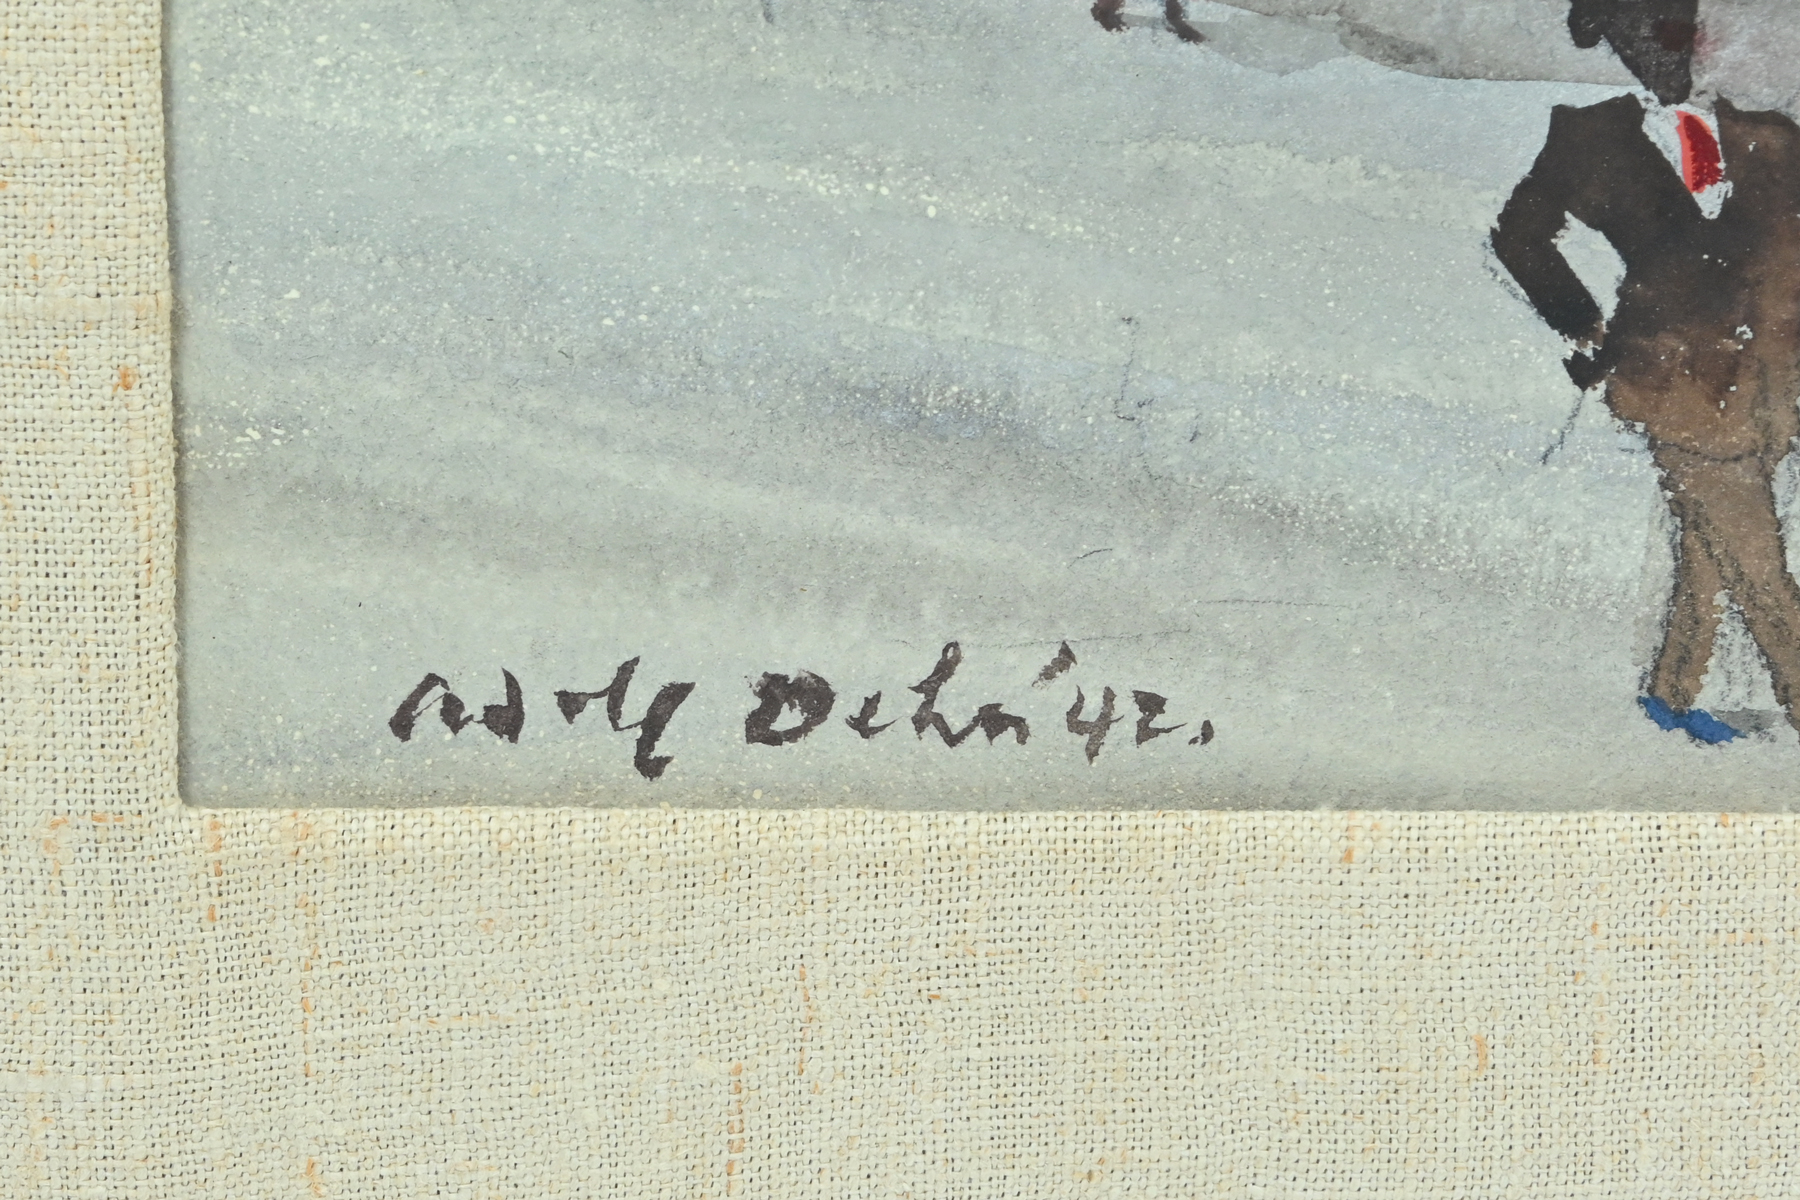 Adolf Dehn '42.